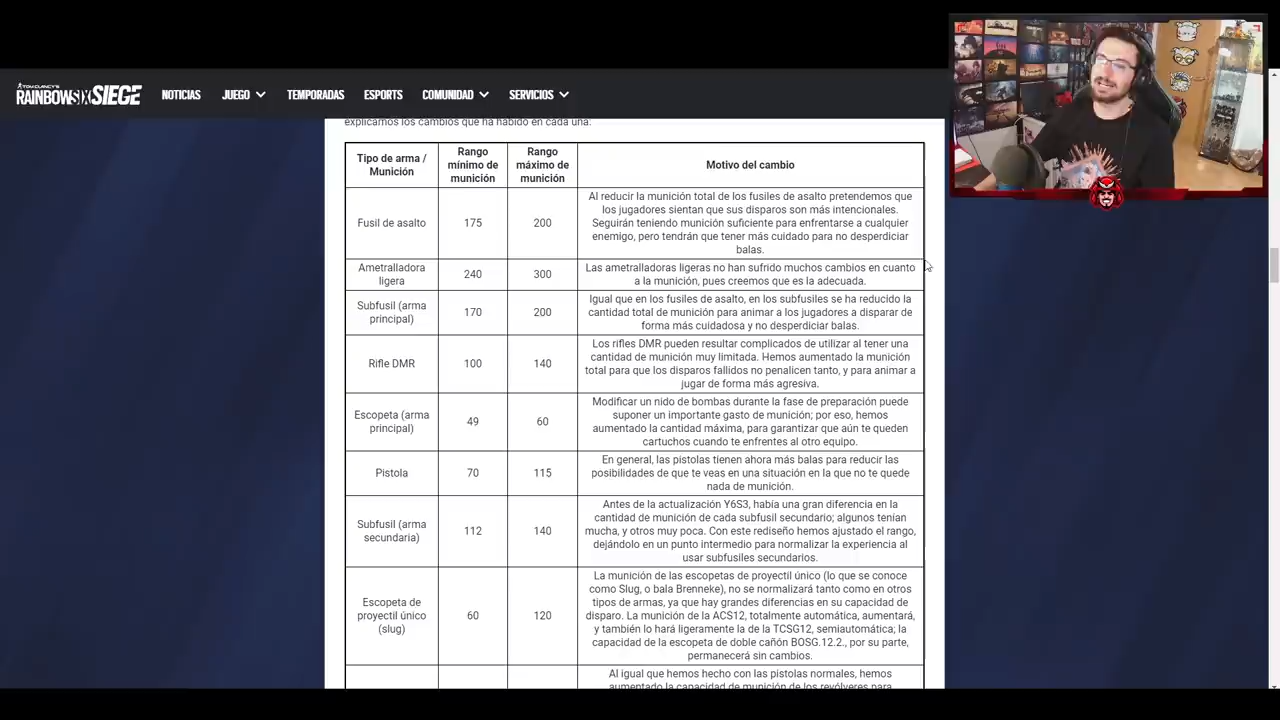 TOM CLANCY'S
RAINBOWSIX SIEGE
NOTICIAS
JUEGO
TEMPORADAS
ESPORTS
COMUNIDAD
SERVICIOS
explicamos los cambios que ha habido en cada una:
Tipo de arma /
Munición
Rango
mínimo de
munición
Rango
máximo de
munición
Motivo del cambio
Fusil de asalto
175
200
Al reducir la munición total de los fusiles de asalto pretendemos que
los jugadores sientan que sus disparos son más intencionales.
Seguirán teniendo munición suficiente para enfrentarse a cualquier
enemigo, pero tendrán que tener más cuidado para no desperdiciar
balas.
Ametralladora
ligera
240
300
Las ametralladoras ligeras no han sufrido muchos cambios en cuanto
a la munición, pues creemos que es la adecuada.
Subfusil (arma
principal)
170
200
Igual que en los fusiles de asalto, en los subfusiles se ha reducido la
cantidad total de munición para animar a los jugadores a disparar de
forma más cuidadosa y no desperdiciar balas.
Rifle DMR
100
140
Los rifles DMR pueden resultar complicados de utilizar al tener una
cantidad de munición muy limitada. Hemos aumentado la munición
total para que los disparos fallidos no penalicen tanto, y para animar a
jugar de forma más agresiva.
Escopeta (arma
principal)
49
60
Modificar un nido de bombas durante la fase de preparación puede
suponer un importante gasto de munición; por eso, hemos
aumentado la cantidad máxima, para garantizar que aún te queden
cartuchos cuando te enfrentes al otro equipo.
Pistola
70
115
En general, las pistolas tienen ahora más balas para reducir las
posibilidades de que te veas en una situación en la que no te quede
nada de munición.
Subfusil (arma
secundaria)
112
140
Antes de la actualización Y6S3, había una gran diferencia en la
cantidad de munición de cada subfusil secundario; algunos tenían
mucha, y otros muy poca. Con este rediseño hemos ajustado el rango,
dejándolo en un punto intermedio para normalizar la experiencia al
usar subfusiles secundarios.
Escopeta de
proyectil único
(slug)
60
120
La munición de las escopetas de proyectil único (lo que se conoce
como Slug, o bala Brenneke), no se normalizará tanto como en otros
tipos de armas, ya que hay grandes diferencias en su capacidad de
disparo. La munición de la ACS12, totalmente automática, aumentará,
y también lo hará ligeramente la de la TCSG12, semiautomática; la
capacidad de la escopeta de doble cañón BOSG.12.2., por su parte,
permanecerá sin cambios.
Al igual que hemos hecho con las pistolas normales, hemos
aumentado la capacidad de munición de los revólveres para